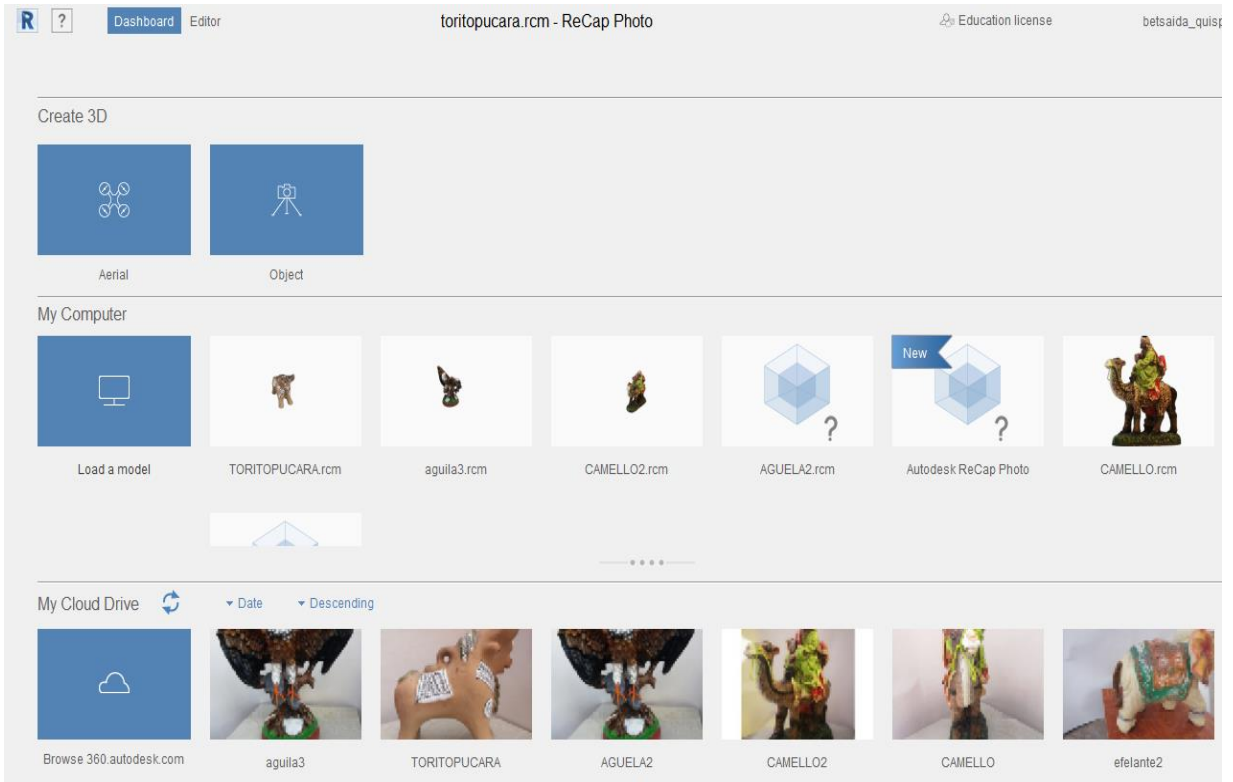 R ? Dashboard Editor toritopucara.rcm - ReCap Photo Education license betsaida_quisp
Create 3D
Aerial Object
My Computer
New
? ?
Load a model TORITOPUCARA.rcm aguila3.rcm CAMELLO2.rcm AGUELA2.rcm Autodesk ReCap Photo CAMELLO.rcm
My Cloud Drive Date Descending
Browse 360.autodesk.com aguila3 TORITOPUCARA AGUELA2 CAMELLO2 CAMELLO efelante2